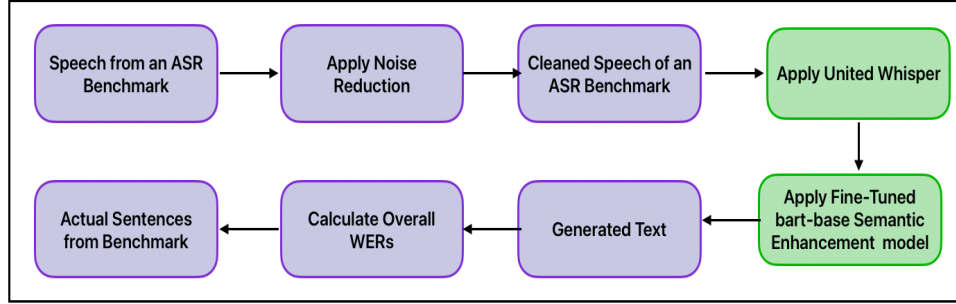 Speech from an ASR
Benchmark
Apply Noise
Reduction
Cleaned Speech of an
ASR Benchmark
Apply United Whisper
Apply Fine-Tuned
bart-base Semantic
Enhancement model
Generated Text
Calculate Overall
WERs
Actual Sentences
from Benchmark